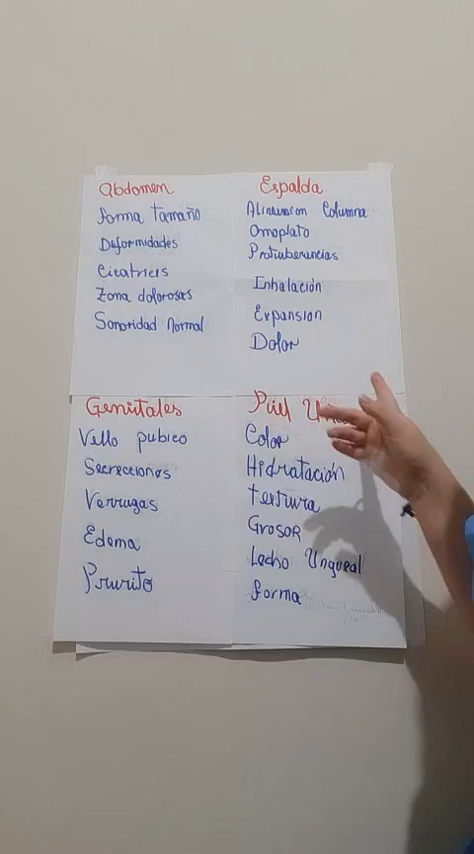 Abdomen
Forma Tamaño
Deformidades
Cicatrices
Zona dolorosas
Sonoridad Normal
Espalda
Alineacion Columna
Omoplato
Protuberancias
Inhalación
Expansion
Dolor
Genitales
Vello pubico
Secreciones
Verrugas
Edema
Prurito
Piel
Color
Hidratación
Textura
Grosor
Lecho Ungueal
Forma